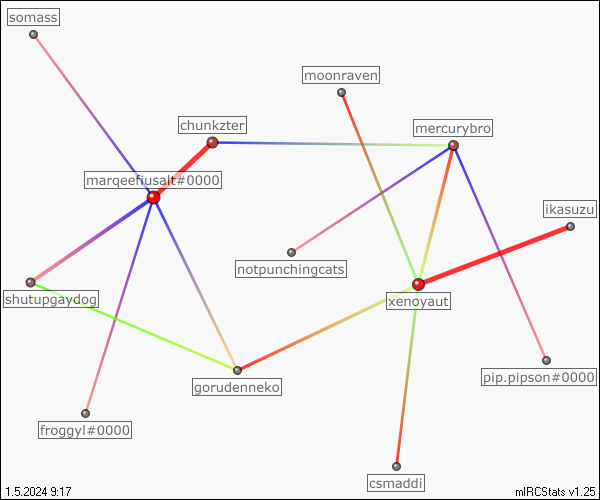 somass
moonraven
chunkzter
mercurybro
marqeefiusalt#0000
ikasuzu
notpunchingcats
shutupgaydog
xenoyaut
gorudenneko
pip.pipson#0000
froggyl#0000
csmaddi
1.5.2024 9:17
mIRCStats v1.25